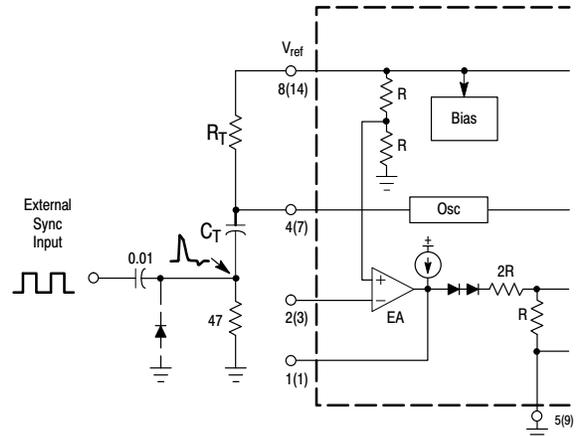 Vref
8(14)
R
Bias
RT
R
External
Sync
Input
CT
4(7)
Osc
0.01
+
2R
47
2(3)
+
−
EA
R
1(1)
5(9)